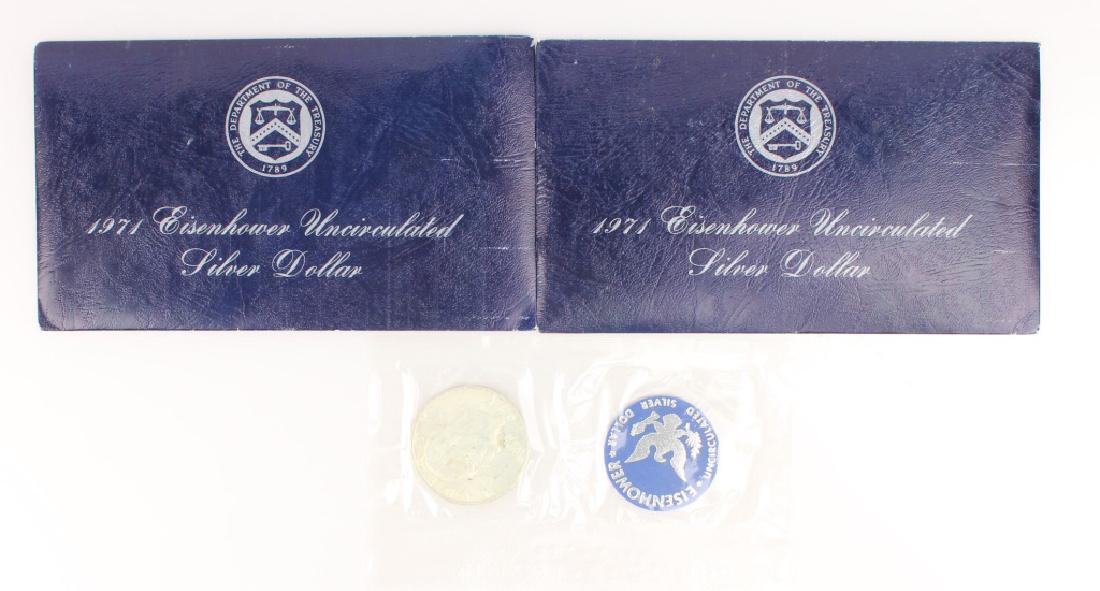 THE DEPARTMENT OF THE TREASURY
1789
1971 Eisenhower Uncirculated
Silver Dollar
THE DEPARTMENT OF THE TREASURY
1789
1971 Eisenhower Uncirculated
Silver Dollar
EISENHOWER
UNCIRCULATED SILVER DOLLAR